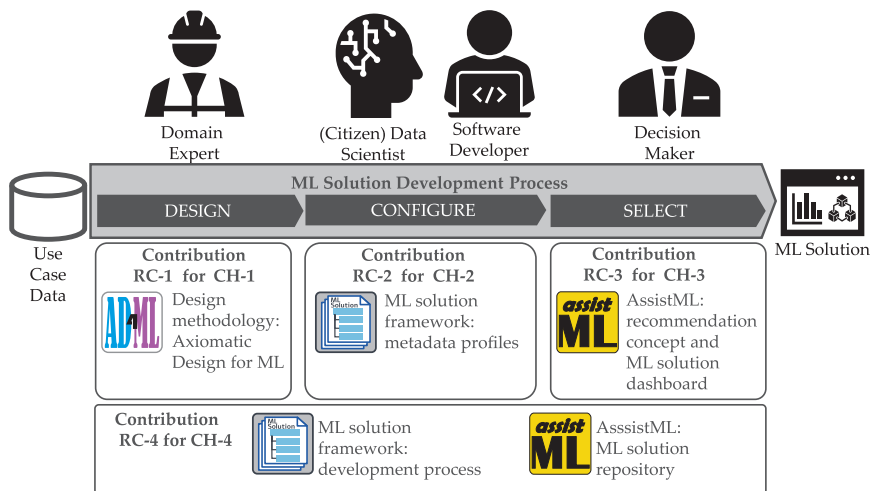 Domain
Expert
(Citizen) Data
Scientist
</>
Software
Developer
Decision
Maker
ML Solution Development Process
DESIGN
CONFIGURE
SELECT
Use
Case
Data
ML Solution
Contribution
RC-1 for CH-1
AD4ML
Design
methodology:
Axiomatic
Design for ML
Contribution
RC-2 for CH-2
ML
Solution
ML solution
framework:
metadata profiles
Contribution
RC-3 for CH-3
assist
ML
AssistML:
recommendation
concept and
ML solution
dashboard
Contribution
RC-4 for CH-4
ML
Solution
ML solution
framework:
development process
assist
ML
AsssistML:
ML solution
repository